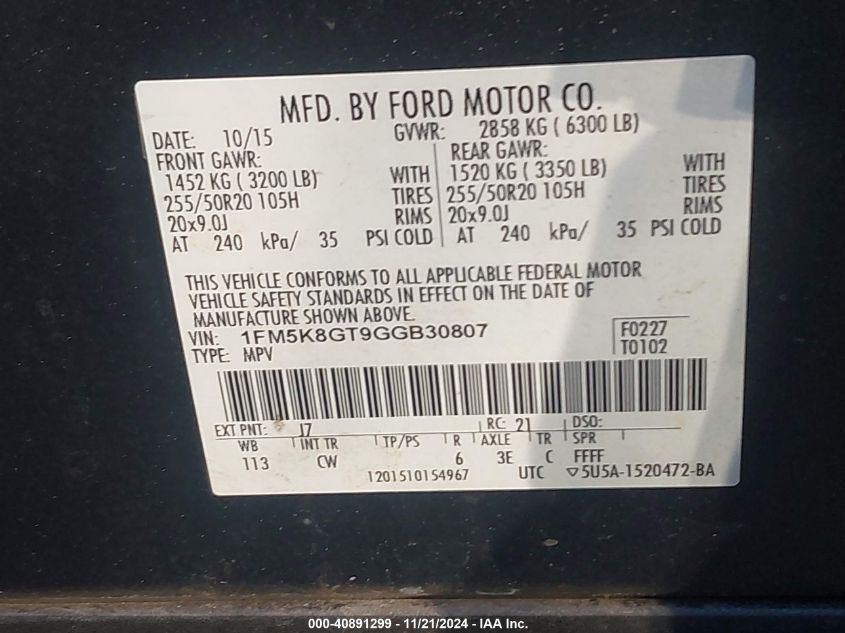 MFD. BY FORD MOTOR CO.
DATE: 10/15 GVWR: 2858 KG ( 6300 LB)
FRONT GAWR: REAR GAWR:
1452 KG ( 3200 LB) WITH 1520 KG ( 3350 LB) WITH
255/50R20 105H TIRES 255/50R20 105H TIRES
20x9.0J RIMS 20x9.0J RIMS
AT 240 kPa/ 35 PSI COLD AT 240 kPa/ 35 PSI COLD
THIS VEHICLE CONFORMS TO ALL APPLICABLE FEDERAL MOTOR
VEHICLE SAFETY STANDARDS IN EFFECT ON THE DATE OF
MANUFACTURE SHOWN ABOVE.
VIN: 1FM5K8GT9GGB30807 F0227
TYPE: MPV T0102
EXT PNT: J7 RC: 21 DSO:
WB INT TR TP/PS R AXLE TR SPR
113 CW 6 3E C FFFF
1201510154967 UTC ▽5U5A-1520472-BA
000-40891299 - 11/21/2024 - IAA Inc.